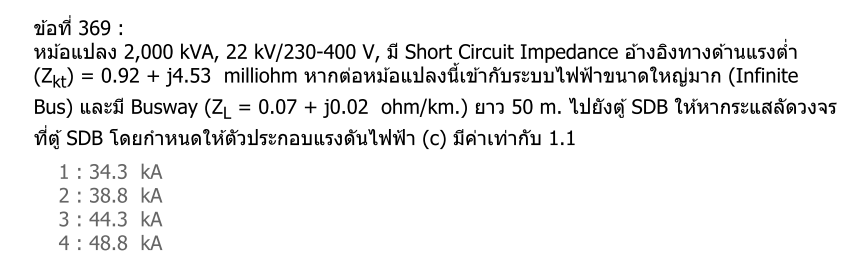 ข้อที่ 369 :
หม้อแปลง 2,000 kVA, 22 kV/230-400 V, มี Short Circuit Impedance อ้างอิงทางด้านแรงต่ำ
(Zkt) = 0.92 + j4.53 milliohm หากต่อหม้อแปลงนี้เข้ากับระบบไฟฟ้าขนาดใหญ่มาก (Infinite
Bus) และมี Busway (ZL = 0.07 + j0.02 ohm/km.) ยาว 50 m. ไปยังตู้ SDB ให้หากระแสลัดวงจร
ที่ตู้ SDB โดยกำหนดให้ตัวประกอบแรงดันไฟฟ้า (c) มีค่าเท่ากับ 1.1
1 : 34.3 kA
2 : 38.8 kA
3 : 44.3 kA
4 : 48.8 kA